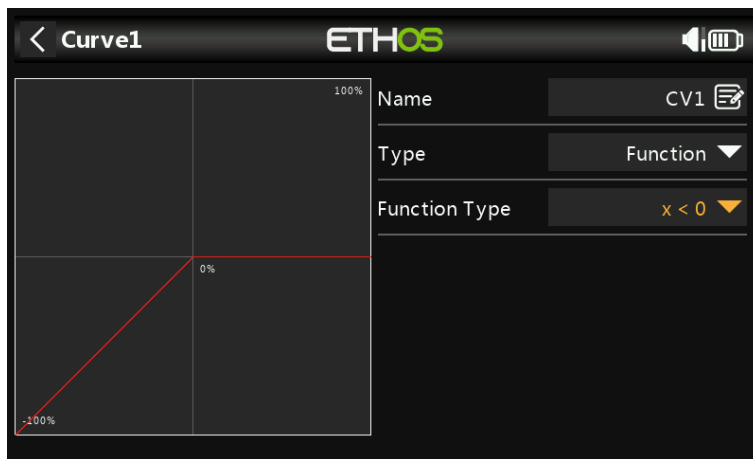 Curve1
ETHOS
100%
Name
CV1
Type
Function
Function Type
x < 0
0%
-100%